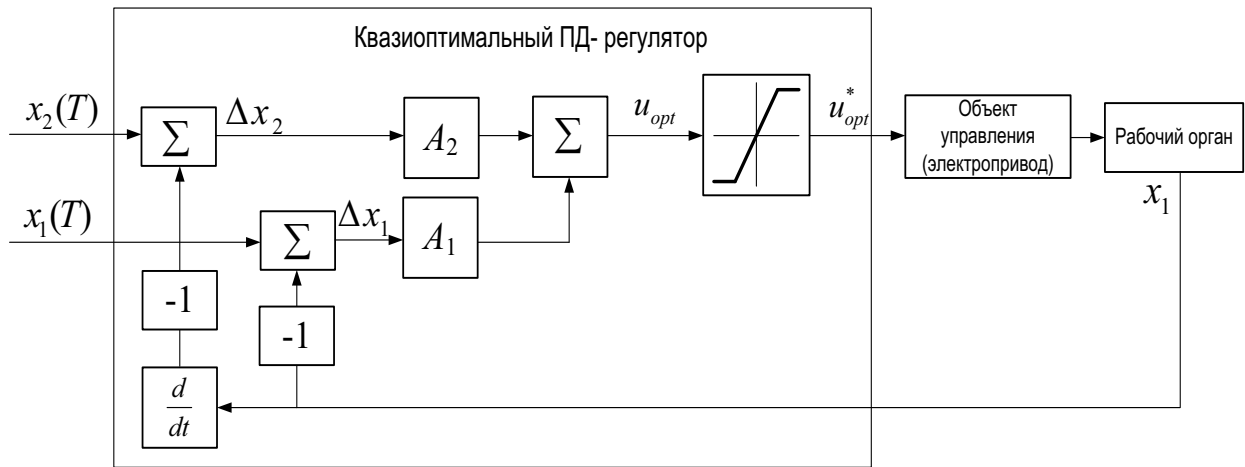 Квазиоптимальный ПД- регулятор
x₂(T)
Σ
Δx₂
A₂
Σ
u_opt
u*_opt
Объект
управления
(электропривод)
Рабочий орган
x₁
x₁(T)
Σ
Δx₁
A₁
-1
-1
d
dt